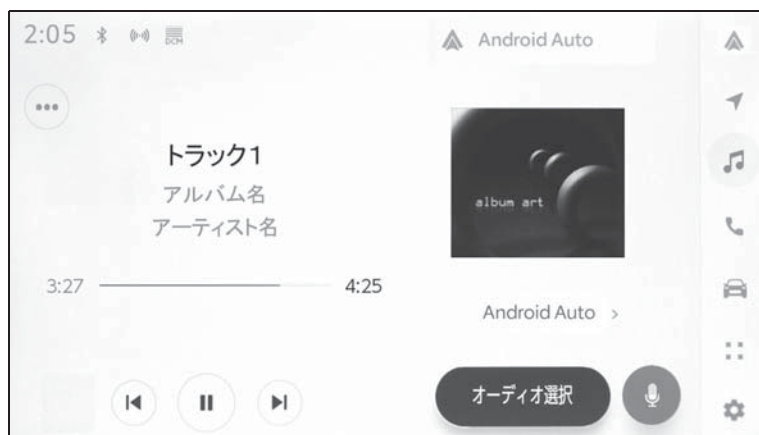 2:05
DCM
Android Auto
トラック1
アルバム名
アーティスト名
album art
3:27
4:25
Android Auto >
オーディオ選択